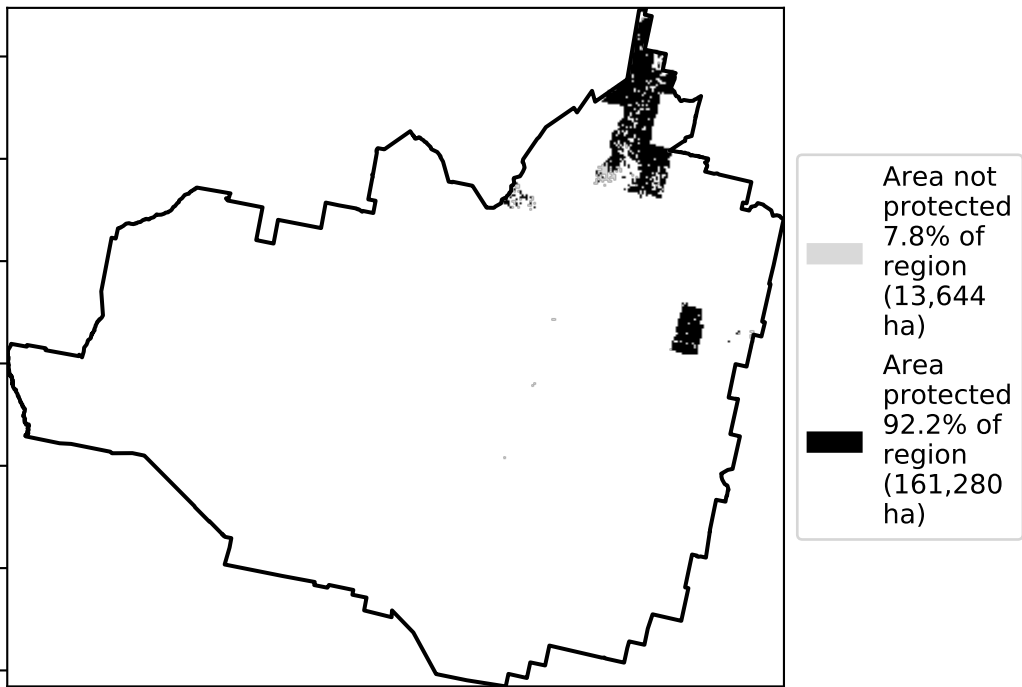 Area not
protected
7.8% of
region
(13,644
ha)
Area
protected
92.2% of
region
(161,280
ha)